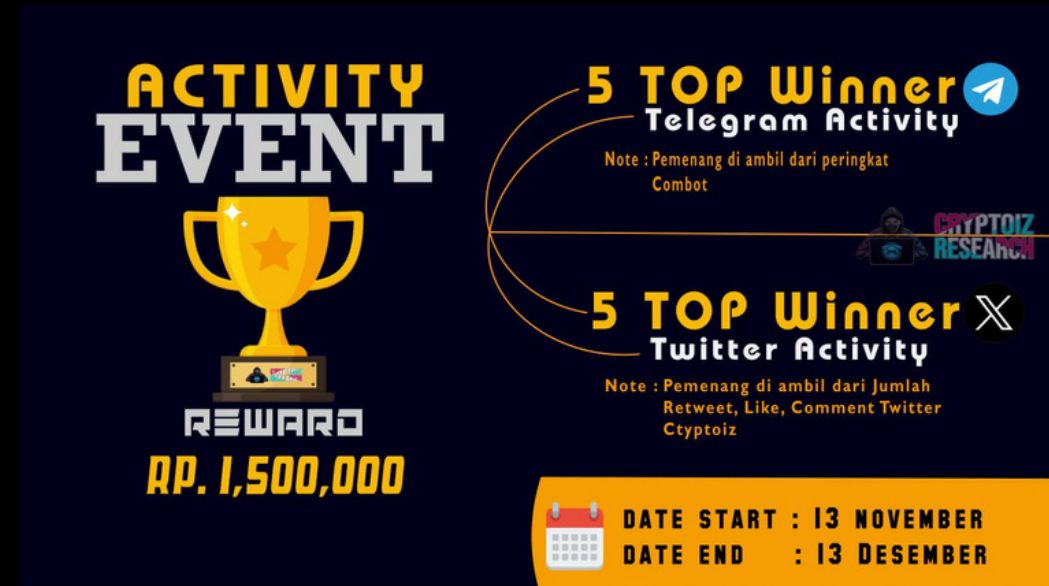 ACTIVITY
EVENT
REWARD
RP. 1,500,000
5 TOP Winner
Telegram Activity
Note : Pemenang di ambil dari peringkat
Combot
CRYPTOIZ
RESEARCH
5 TOP Winner
Twitter Activity
Note : Pemenang di ambil dari Jumlah
Retweet, Like, Comment Twitter
Ctyptoiz
DATE START : 13 NOVEMBER
DATE END : 13 DESEMBER